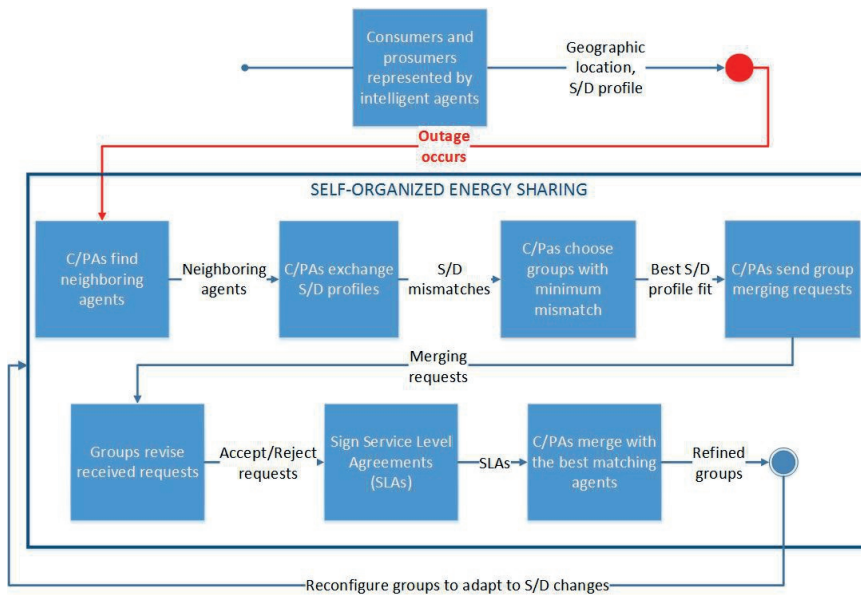 Consumers and
prosumers
represented by
intelligent agents
Geographic
location,
S/D profile
Outage
occurs
SELF-ORGANIZED ENERGY SHARING
C/PAs find
neighboring
agents
Neighboring
agents
C/PAs exchange
S/D profiles
S/D
mismatches
C/Pas choose
groups with
minimum
mismatch
Best S/D
profile fit
C/PAs send group
merging requests
Merging
requests
Groups revise
received requests
Accept/Reject
requests
Sign Service Level
Agreements
(SLAs)
SLAs
C/PAs merge with
the best matching
agents
Refined
groups
Reconfigure groups to adapt to S/D changes